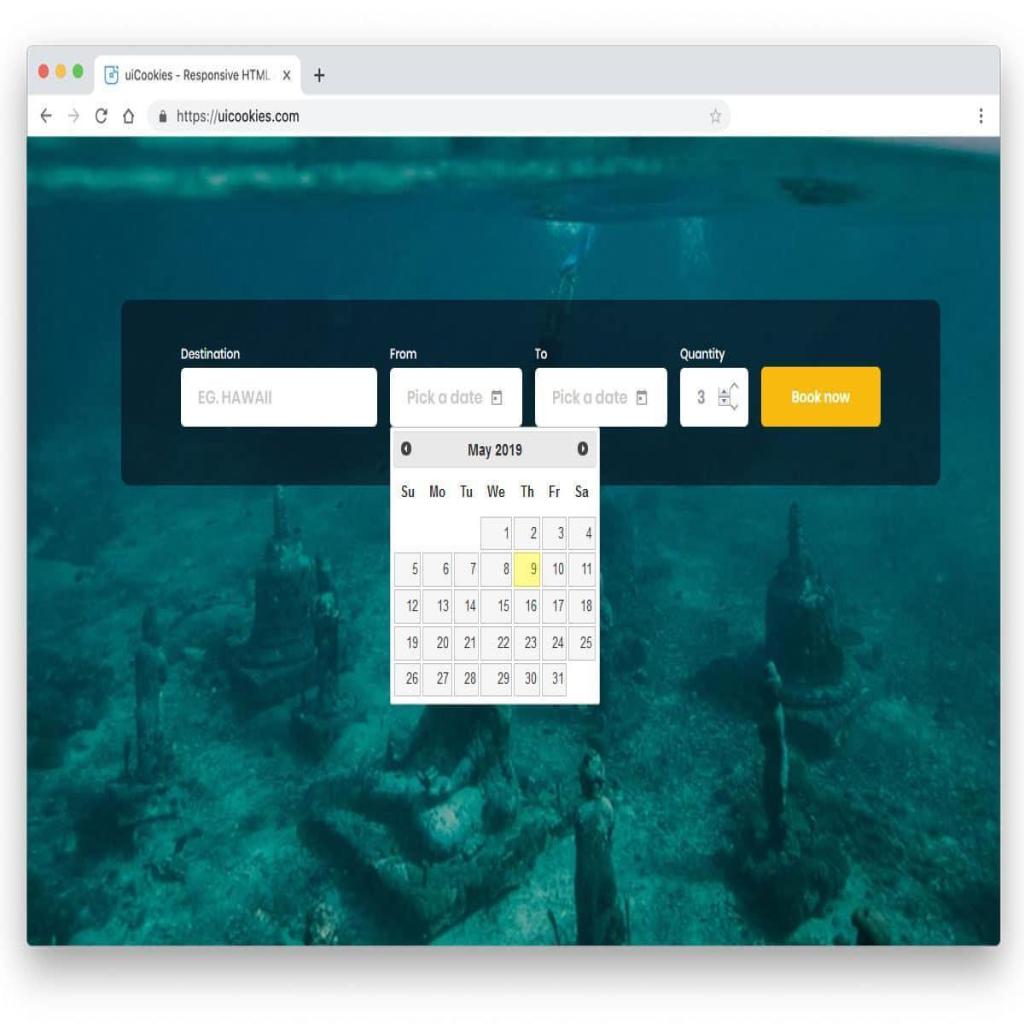 uiCookies - Responsive HTML
https://uicookies.com
Destination From To Quantity
EG. HAWAII Pick a date Pick a date 3 Book now
May 2019
Su Mo Tu We Th Fr Sa
1 2 3 4
5 6 7 8 9 10 11
12 13 14 15 16 17 18
19 20 21 22 23 24 25
26 27 28 29 30 31